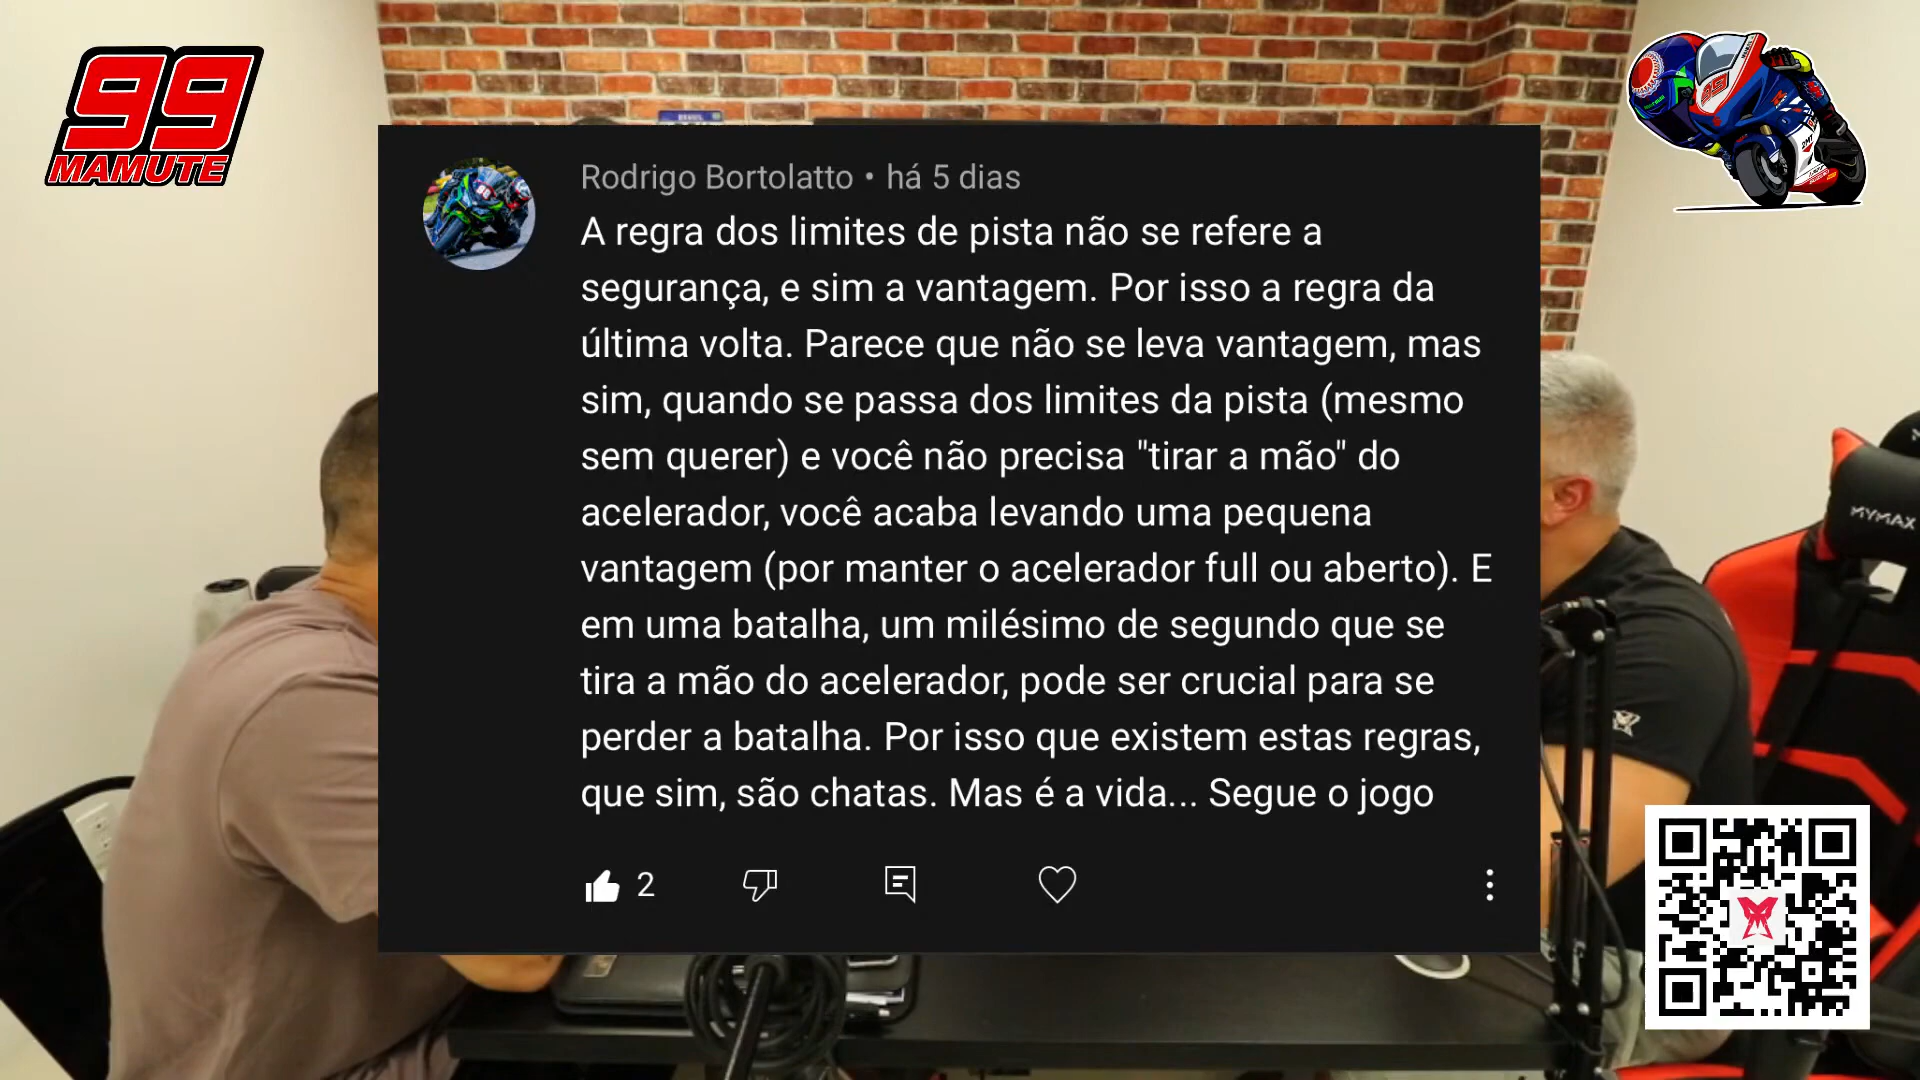 99
MAMUTE
BRASIL
Rodrigo Bortolatto • há 5 dias
A regra dos limites de pista não se refere a
segurança, e sim a vantagem. Por isso a regra da
última volta. Parece que não se leva vantagem, mas
sim, quando se passa dos limites da pista (mesmo
sem querer) e você não precisa "tirar a mão" do
acelerador, você acaba levando uma pequena
vantagem (por manter o acelerador full ou aberto). E
em uma batalha, um milésimo de segundo que se
tira a mão do acelerador, pode ser crucial para se
perder a batalha. Por isso que existem estas regras,
que sim, são chatas. Mas é a vida... Segue o jogo
2
MYMAX
99